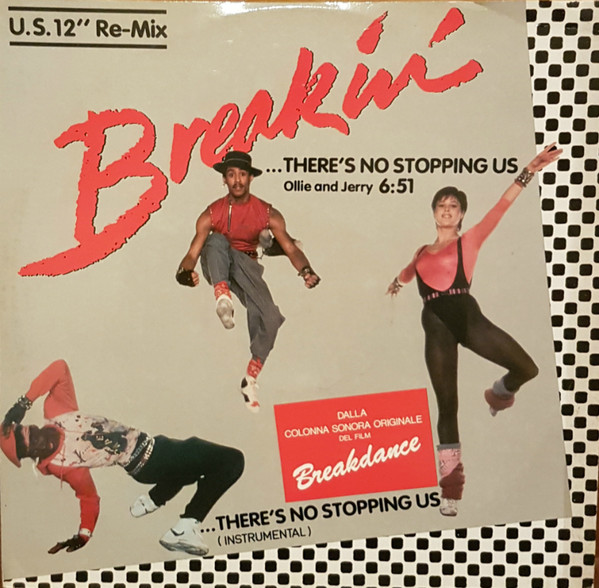 U.S.12" Re-Mix
Breakin'
...THERE'S NO STOPPING US
Ollie and Jerry 6:51
DALLA
COLONNA SONORA ORIGINALE
DEL FILM
Breakdance
...THERE'S NO STOPPING US
(INSTRUMENTAL)